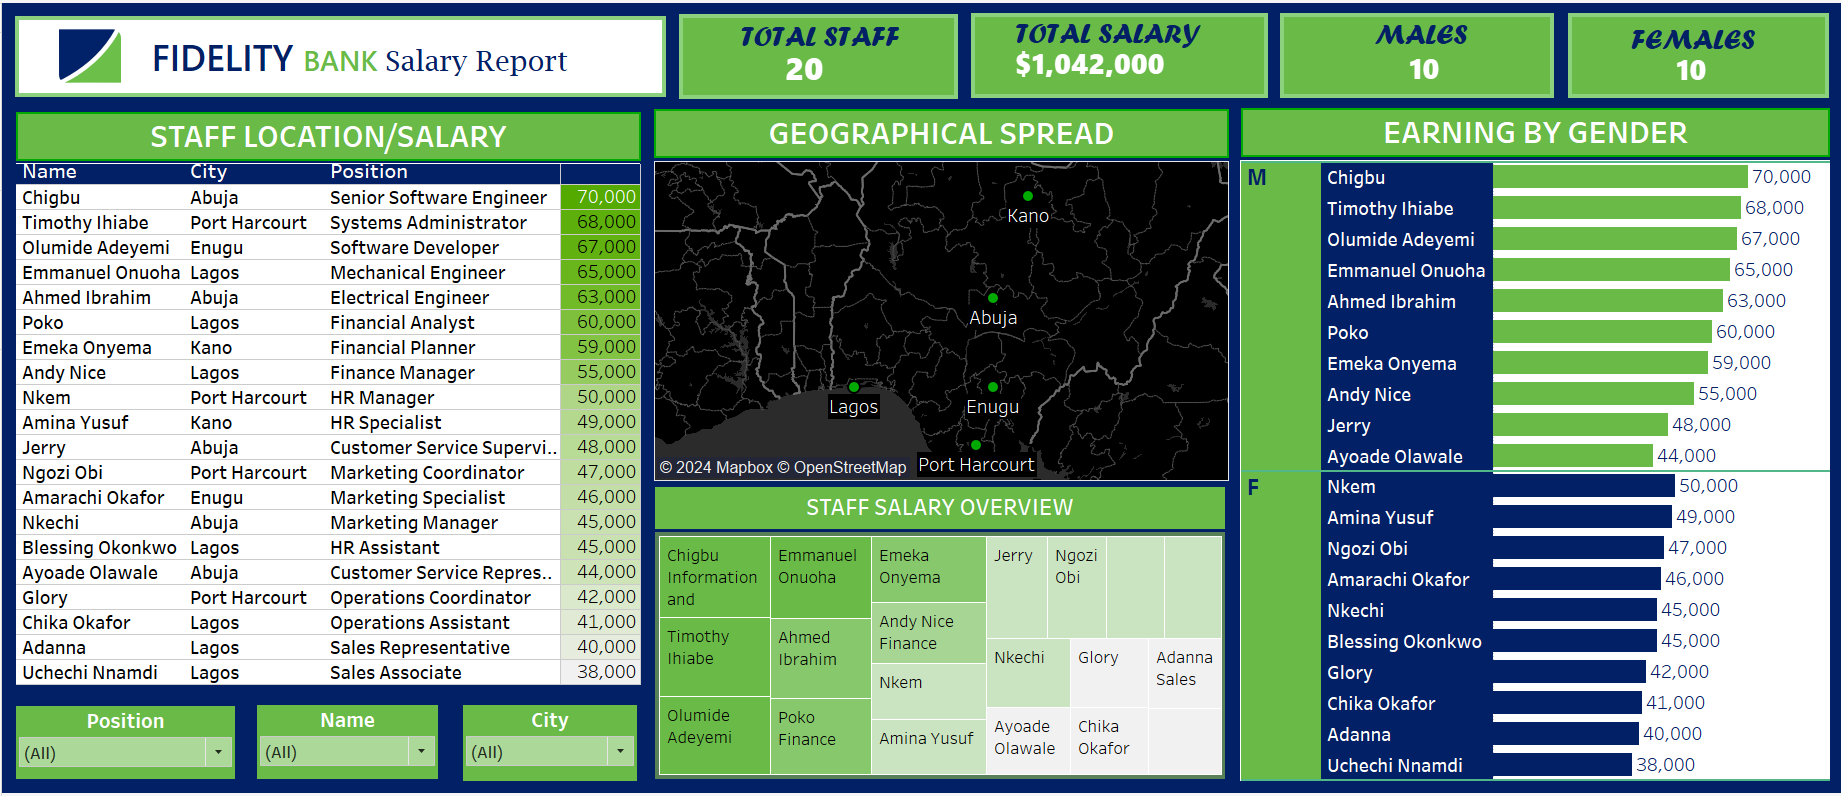 FIDELITY BANK Salary Report
TOTAL STAFF
20
TOTAL SALARY
$1,042,000
MALES
10
FEMALES
10
STAFF LOCATION/SALARY
Name City Position
Chigbu Abuja Senior Software Engineer 70,000
Timothy Ihiabe Port Harcourt Systems Administrator 68,000
Olumide Adeyemi Enugu Software Developer 67,000
Emmanuel Onuoha Lagos Mechanical Engineer 65,000
Ahmed Ibrahim Abuja Electrical Engineer 63,000
Poko Lagos Financial Analyst 60,000
Emeka Onyema Kano Financial Planner 59,000
Andy Nice Lagos Finance Manager 55,000
Nkem Port Harcourt HR Manager 50,000
Amina Yusuf Kano HR Specialist 49,000
Jerry Abuja Customer Service Supervi.. 48,000
Ngozi Obi Port Harcourt Marketing Coordinator 47,000
Amarachi Okafor Enugu Marketing Specialist 46,000
Nkechi Abuja Marketing Manager 45,000
Blessing Okonkwo Lagos HR Assistant 45,000
Ayoade Olawale Abuja Customer Service Repres.. 44,000
Glory Port Harcourt Operations Coordinator 42,000
Chika Okafor Lagos Operations Assistant 41,000
Adanna Lagos Sales Representative 40,000
Uchechi Nnamdi Lagos Sales Associate 38,000
Position
(All)
Name
(All)
City
(All)
GEOGRAPHICAL SPREAD
Kano
Abuja
Lagos
Enugu
Port Harcourt
© 2024 Mapbox © OpenStreetMap
STAFF SALARY OVERVIEW
Chigbu
Information
and
Timothy
Ihiabe
Olumide
Adeyemi
Emmanuel
Onuoha
Ahmed
Ibrahim
Poko
Finance
Emeka
Onyema
Andy Nice
Finance
Nkem
Amina Yusuf
Jerry
Ngozi
Obi
Nkechi
Glory
Adanna
Sales
Ayoade
Olawale
Chika
Okafor
EARNING BY GENDER
M
Chigbu 70,000
Timothy Ihiabe 68,000
Olumide Adeyemi 67,000
Emmanuel Onuoha 65,000
Ahmed Ibrahim 63,000
Poko 60,000
Emeka Onyema 59,000
Andy Nice 55,000
Jerry 48,000
Ayoade Olawale 44,000
F
Nkem 50,000
Amina Yusuf 49,000
Ngozi Obi 47,000
Amarachi Okafor 46,000
Nkechi 45,000
Blessing Okonkwo 45,000
Glory 42,000
Chika Okafor 41,000
Adanna 40,000
Uchechi Nnamdi 38,000